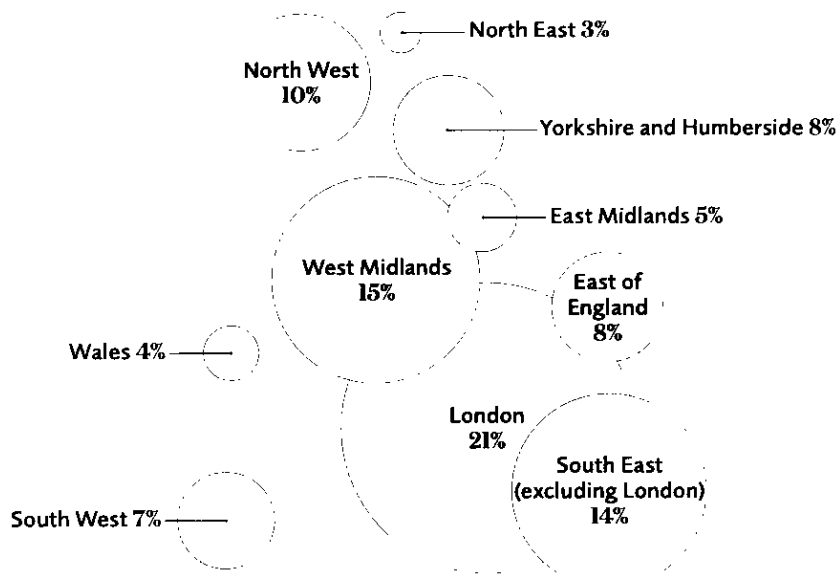 North East 3%
North West
10%
Yorkshire and Humberside 8%
East Midlands 5%
West Midlands
15%
East of
England
8%
Wales 4%
London
21%
South East
(excluding London)
14%
South West 7%